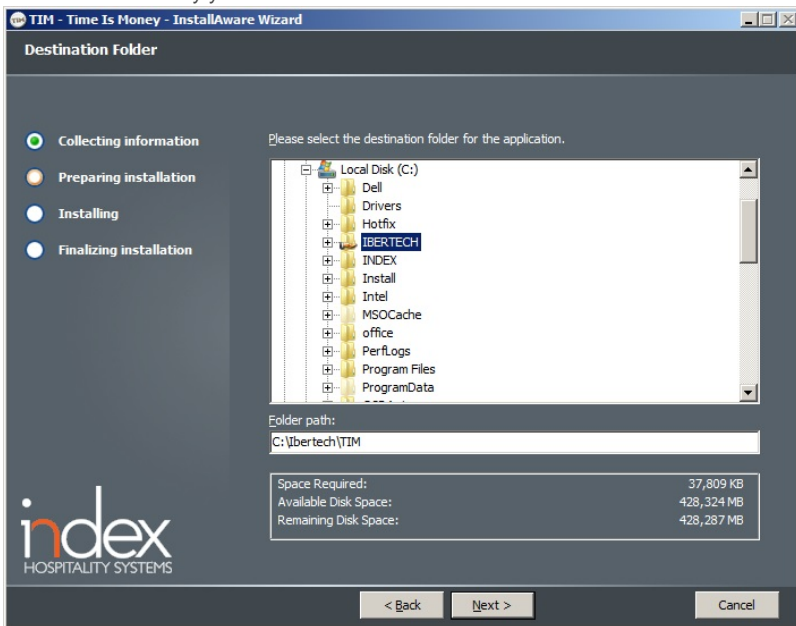 TIM - Time Is Money - InstallAware Wizard
Destination Folder
Collecting information
Preparing installation
Installing
Finalizing installation
Please select the destination folder for the application.
Local Disk (C:)
Dell
Drivers
Hotfix
IBERTECH
INDEX
Install
Intel
MSOCache
office
PerfLogs
Program Files
ProgramData
Folder path:
C:\Ibertech\TIM
Space Required: 37,809 KB
Available Disk Space: 428,324 MB
Remaining Disk Space: 428,287 MB
index
HOSPITALITY SYSTEMS
< Back Next > Cancel